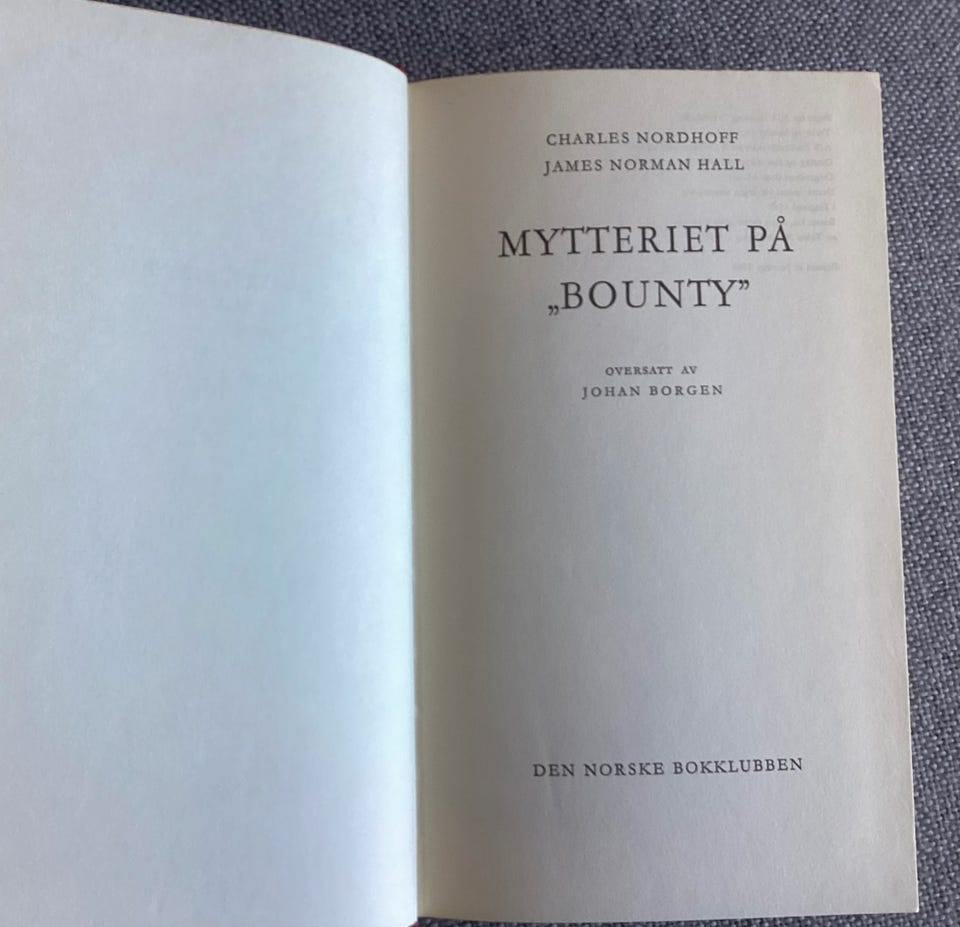 CHARLES NORDHOFF
JAMES NORMAN HALL
MYTTERIET PÅ
„BOUNTY”
OVERSATT AV
JOHAN BORGEN
DEN NORSKE BOKKLUBBEN